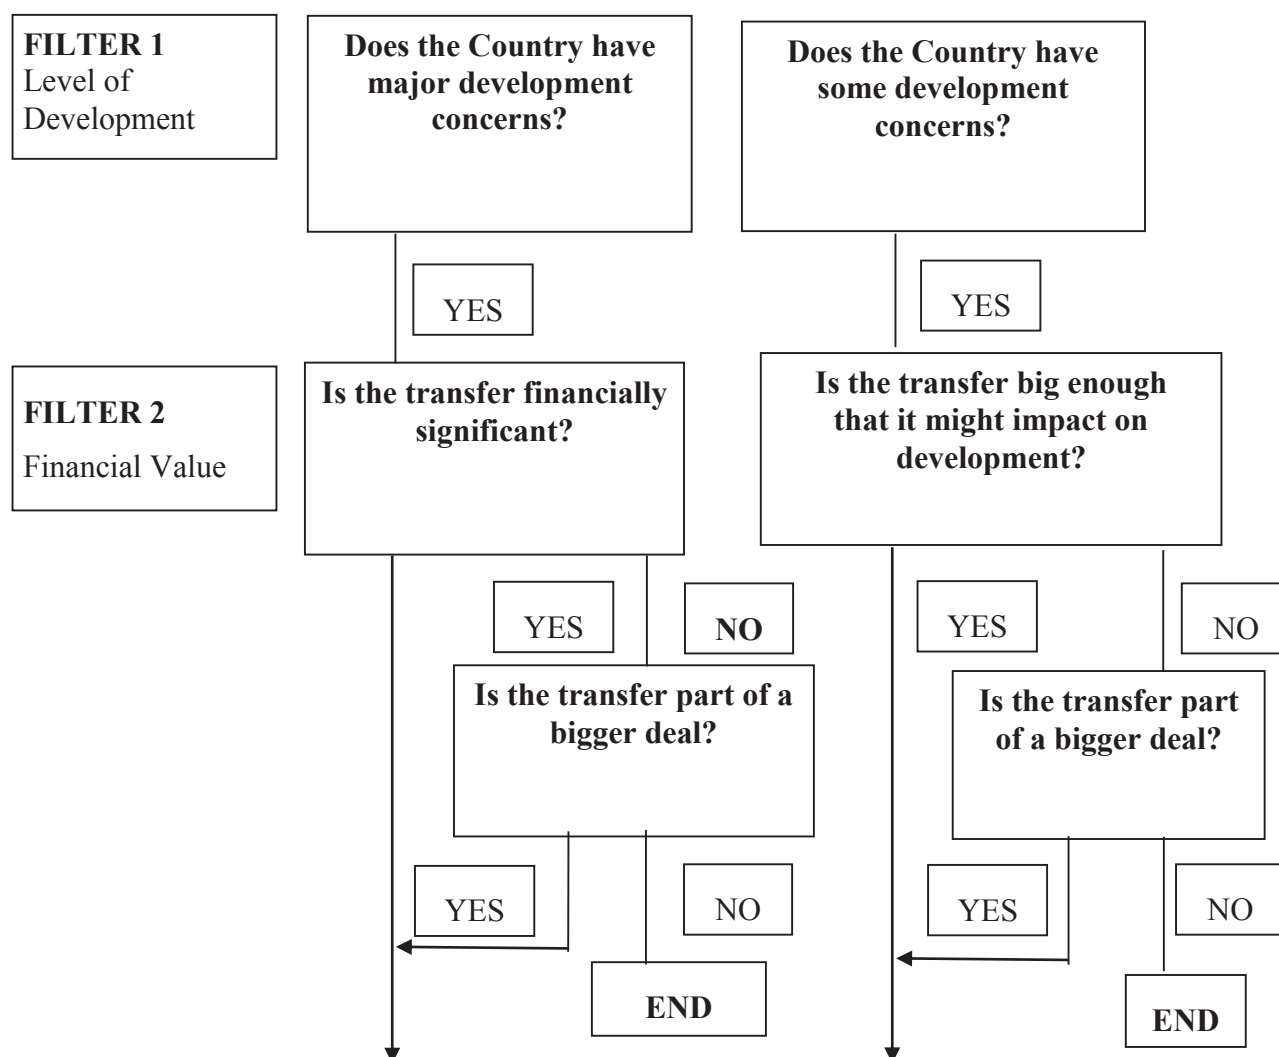 FILTER 1
Level of
Development
Does the Country have
major development
concerns?
Does the Country have
some development
concerns?
YES
YES
FILTER 2
Financial Value
Is the transfer financially
significant?
Is the transfer big enough
that it might impact on
development?
YES
NO
YES
NO
Is the transfer part of a
bigger deal?
Is the transfer part
of a bigger deal?
YES
NO
YES
NO
END
END